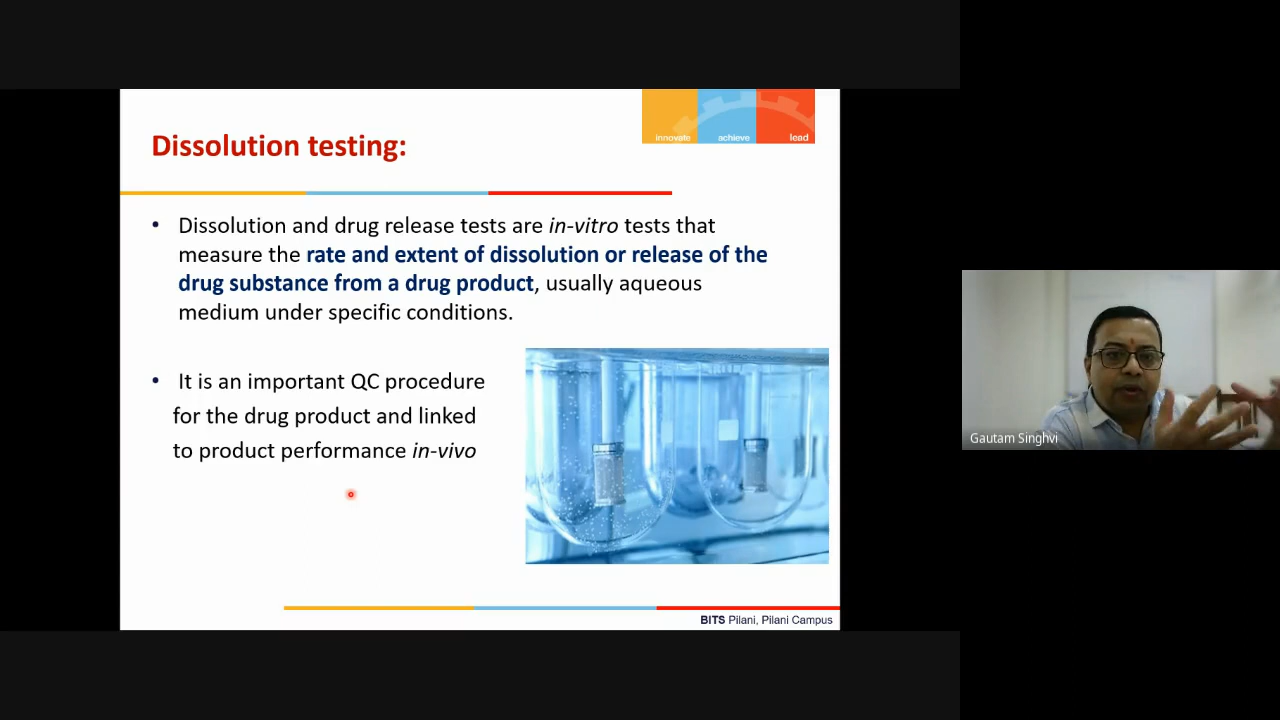 innovate achieve lead
Dissolution testing:
• Dissolution and drug release tests are in-vitro tests that
measure the rate and extent of dissolution or release of the
drug substance from a drug product, usually aqueous
medium under specific conditions.
• It is an important QC procedure
for the drug product and linked
to product performance in-vivo
BITS Pilani, Pilani Campus
Gautam Singhvi